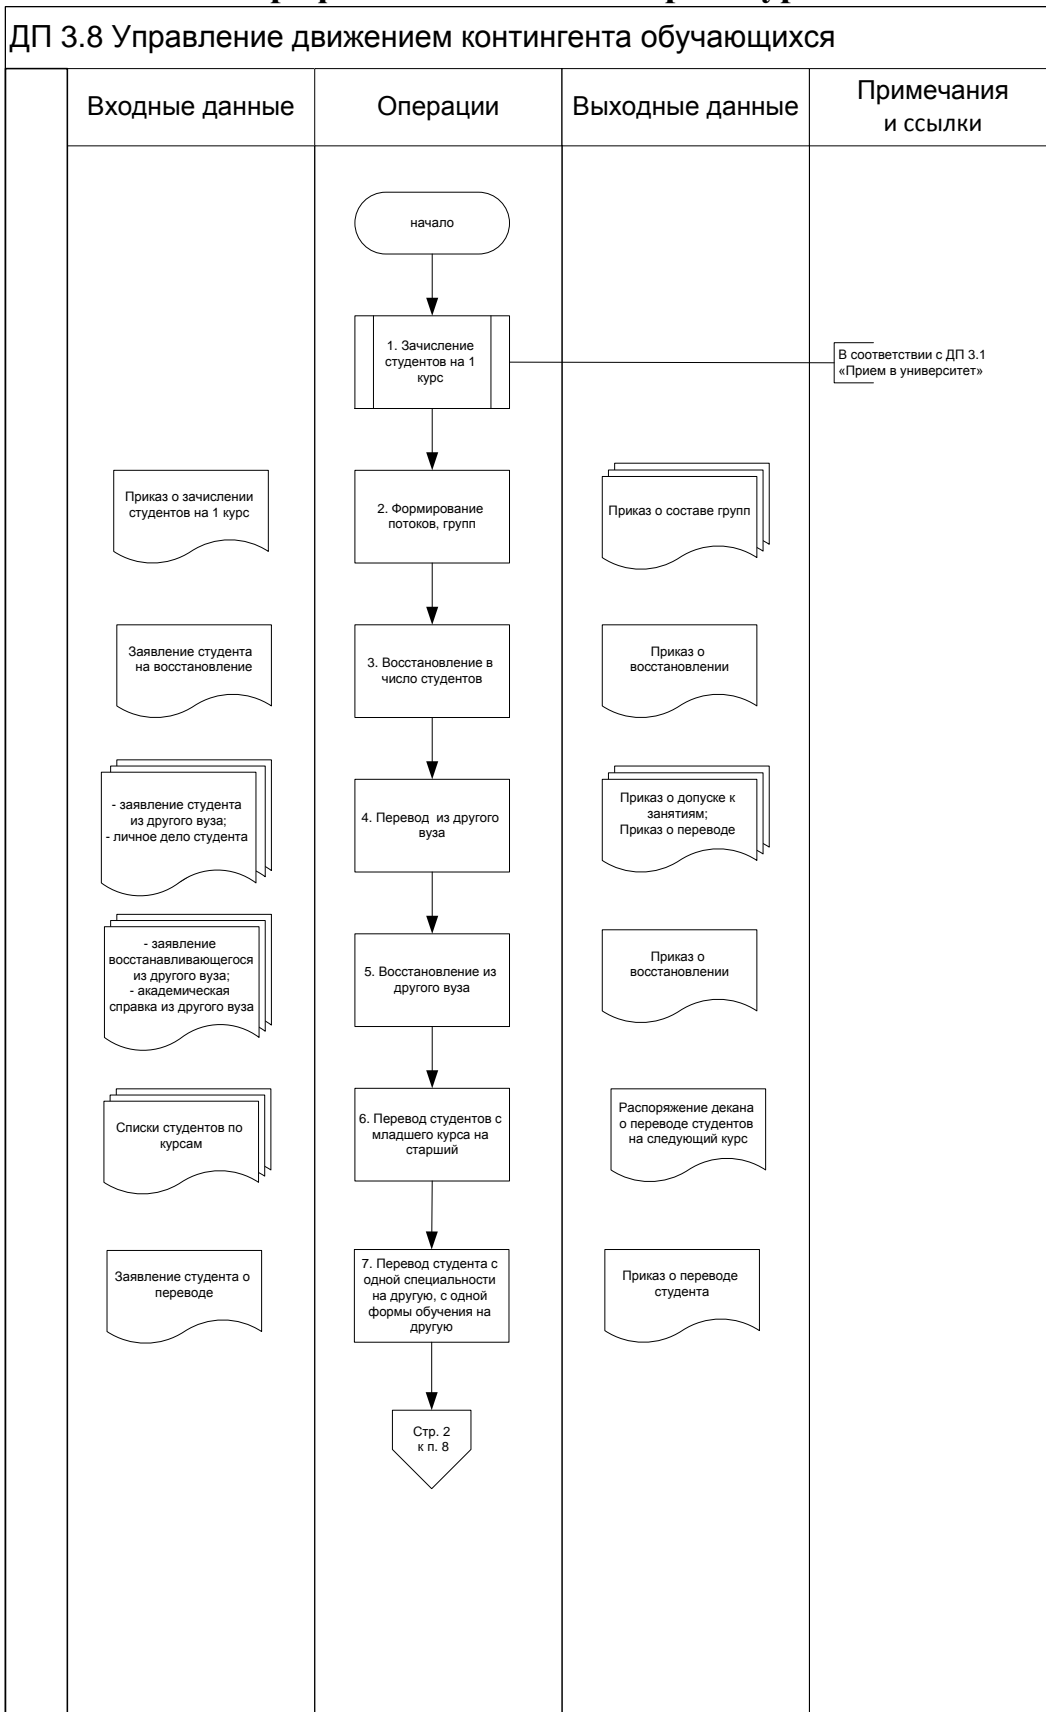 ДП 3.8 Управление движением контингента обучающихся
Входные данные
Операции
Выходные данные
Примечания
и ссылки
начало
1. Зачисление
студентов на 1
курс
В соответствии с ДП 3.1
«Прием в университет»
Приказ о зачислении
студентов на 1 курс
2. Формирование
потоков, групп
Приказ о составе групп
Заявление студента
на восстановление
3. Восстановление в
число студентов
Приказ о
восстановлении
- заявление студента
из другого вуза;
- личное дело студента
4. Перевод из другого
вуза
Приказ о допуске к
занятиям;
Приказ о переводе
- заявление
восстанавливающегося
из другого вуза;
- академическая
справка из другого вуза
5. Восстановление из
другого вуза
Приказ о
восстановлении
Списки студентов по
курсам
6. Перевод студентов с
младшего курса на
старший
Распоряжение декана
о переводе студентов
на следующий курс
Заявление студента о
переводе
7. Перевод студента с
одной специальности
на другую, с одной
формы обучения на
другую
Приказ о переводе
студента
Стр. 2
к п. 8